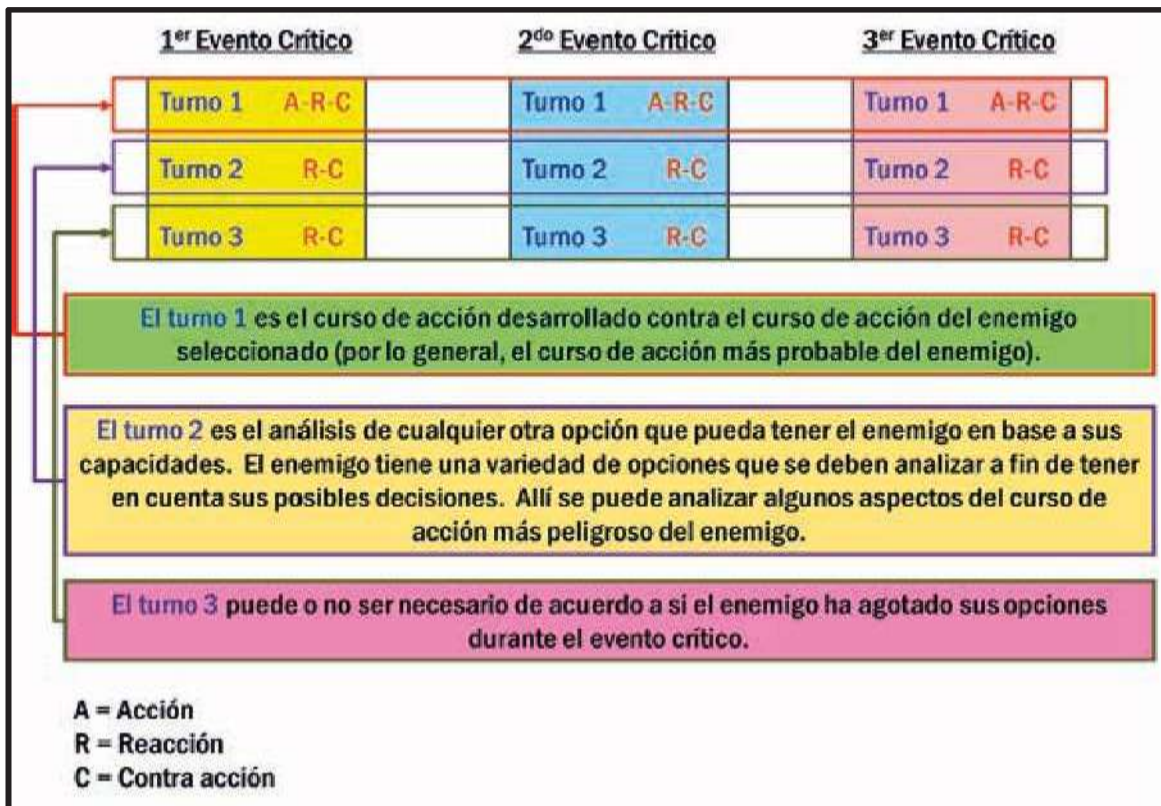 1er Evento Crítico 2do Evento Crítico 3er Evento Crítico
Turno 1 A-R-C Turno 1 A-R-C Turno 1 A-R-C
Turno 2 R-C Turno 2 R-C Turno 2 R-C
Turno 3 R-C Turno 3 R-C Turno 3 R-C
El turno 1 es el curso de acción desarrollado contra el curso de acción del enemigo
seleccionado (por lo general, el curso de acción más probable del enemigo).
El turno 2 es el análisis de cualquier otra opción que pueda tener el enemigo en base a sus
capacidades. El enemigo tiene una variedad de opciones que se deben analizar a fin de tener
en cuenta sus posibles decisiones. Allí se puede analizar algunos aspectos del curso de
acción más peligroso del enemigo.
El turno 3 puede o no ser necesario de acuerdo a si el enemigo ha agotado sus opciones
durante el evento crítico.
A = Acción
R = Reacción
C = Contra acción